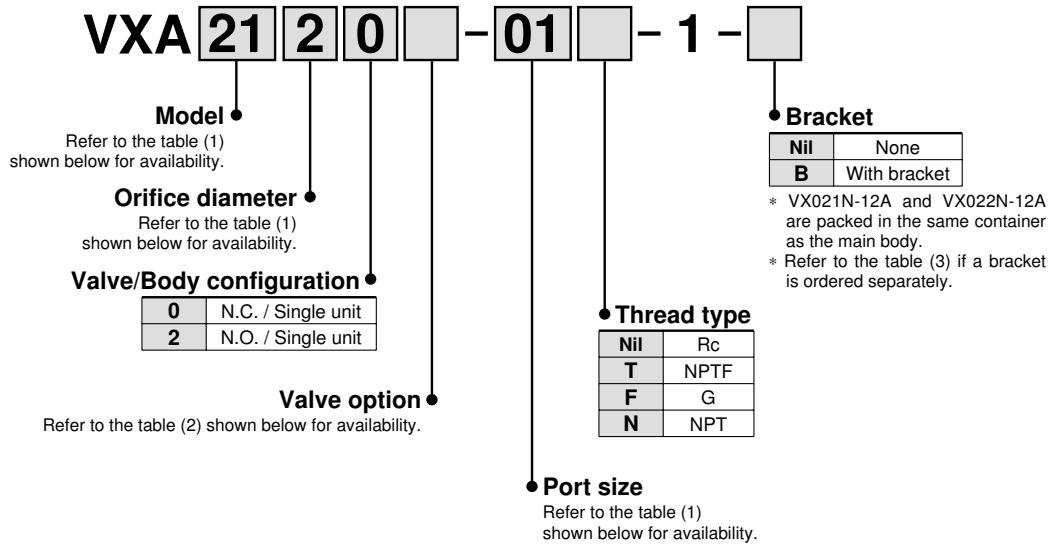 VXA 21 2 0 - 01 - 1 -
Model
Refer to the table (1)
shown below for availability.
Orifice diameter
Refer to the table (1)
shown below for availability.
Valve/Body configuration
0 N.C. / Single unit
2 N.O. / Single unit
Valve option
Refer to the table (2) shown below for availability.
Port size
Refer to the table (1)
shown below for availability.
Thread type
Nil Rc
T NPTF
F G
N NPT
Bracket
Nil None
B With bracket
* VX021N-12A and VX022N-12A
are packed in the same container
as the main body.
* Refer to the table (3) if a bracket
is ordered separately.